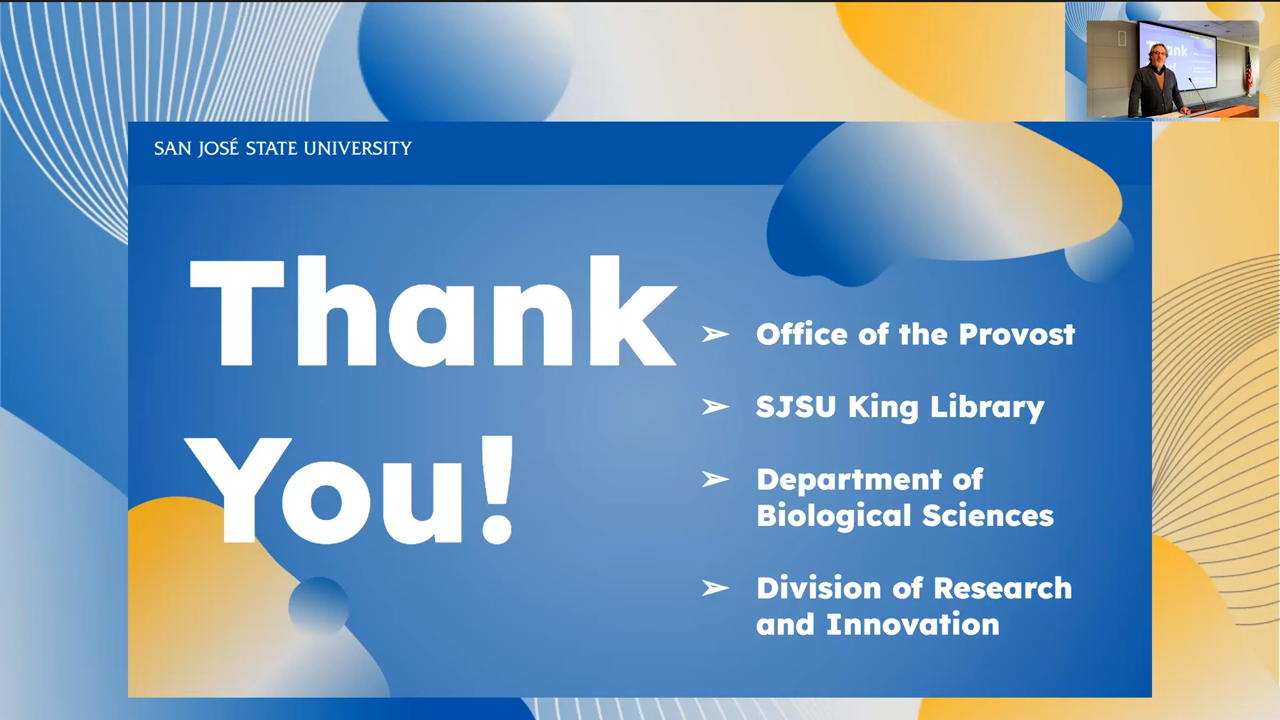 SAN JOSÉ STATE UNIVERSITY
Thank
You!
➢ Office of the Provost
➢ SJSU King Library
➢ Department of
Biological Sciences
➢ Division of Research
and Innovation
Thank